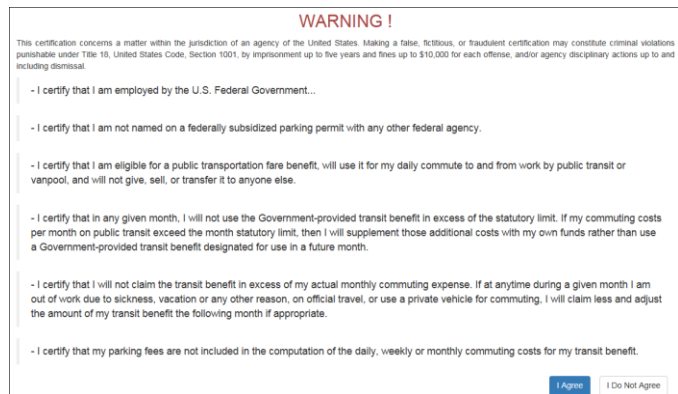 WARNING !
This certification concerns a matter within the jurisdiction of an agency of the United States. Making a false, fictitious, or fraudulent certification may constitute criminal violations
punishable under Title 18, United States Code, Section 1001, by imprisonment up to five years and fines up to $10,000 for each offense, and/or agency disciplinary actions up to and
including dismissal.
- I certify that I am employed by the U.S. Federal Government...
- I certify that I am not named on a federally subsidized parking permit with any other federal agency.
- I certify that I am eligible for a public transportation fare benefit, will use it for my daily commute to and from work by public transit or
vanpool, and will not give, sell, or transfer it to anyone else.
- I certify that in any given month, I will not use the Government-provided transit benefit in excess of the statutory limit. If my commuting costs
per month on public transit exceed the month statutory limit, then I will supplement those additional costs with my own funds rather than use
a Government-provided transit benefit designated for use in a future month.
- I certify that I will not claim the transit benefit in excess of my actual monthly commuting expense. If at anytime during a given month I am
out of work due to sickness, vacation or any other reason, on official travel, or use a private vehicle for commuting, I will claim less and adjust
the amount of my transit benefit the following month if appropriate.
- I certify that my parking fees are not included in the computation of the daily, weekly or monthly commuting costs for my transit benefit.
I Agree I Do Not Agree